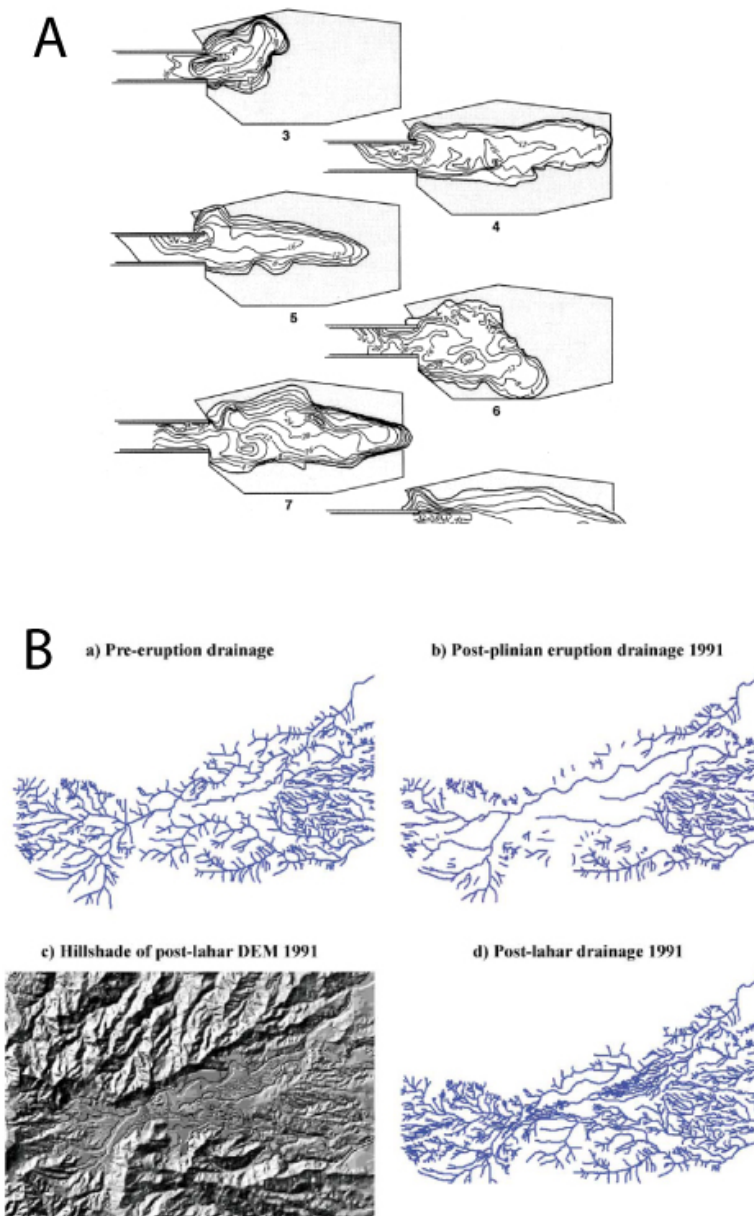 A
3
4
5
6
7
B
a) Pre-eruption drainage
b) Post-plinian eruption drainage 1991
c) Hillshade of post-lahar DEM 1991
d) Post-lahar drainage 1991